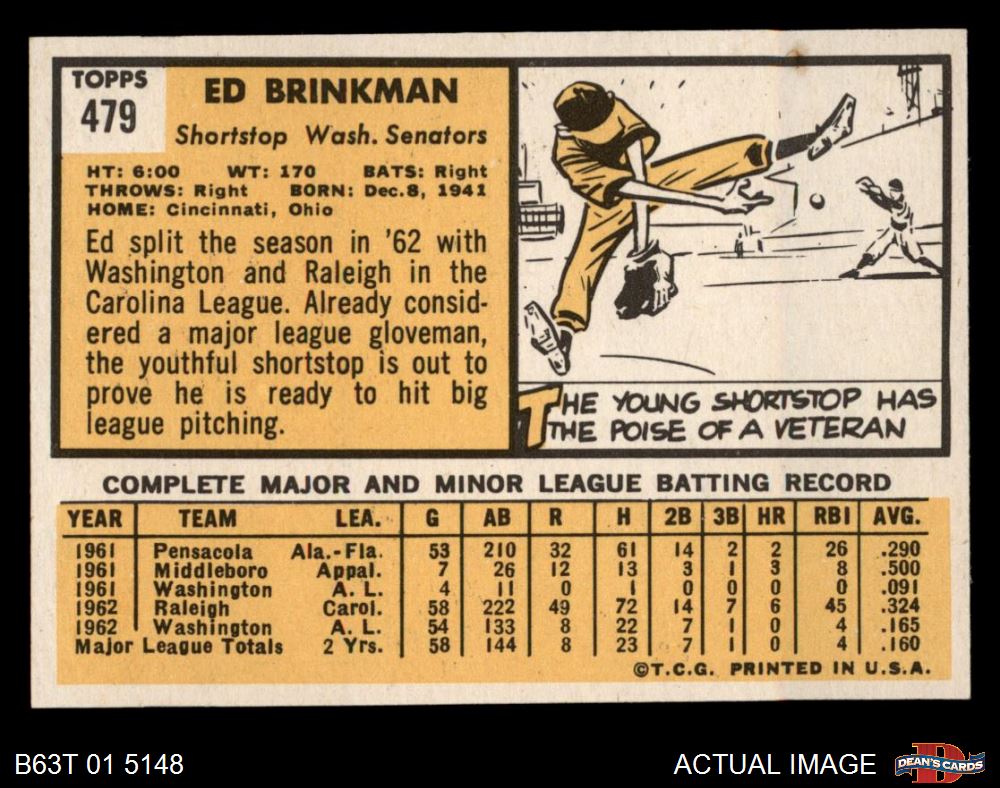 TOPPS
479
ED BRINKMAN
Shortstop Wash. Senators
HT: 6:00 WT: 170 BATS: Right
THROWS: Right BORN: Dec. 8, 1941
HOME: Cincinnati, Ohio
Ed split the season in '62 with
Washington and Raleigh in the
Carolina League. Already consid-
ered a major league gloveman,
the youthful shortstop is out to
prove he is ready to hit big
league pitching.
THE YOUNG SHORTSTOP HAS
THE POISE OF A VETERAN
COMPLETE MAJOR AND MINOR LEAGUE BATTING RECORD
YEAR TEAM LEA. G AB R H 2B 3B HR RBI AVG.
1961 Pensacola Ala.-Fla. 53 210 32 61 14 2 2 26 .290
1961 Middleboro Appal. 7 26 12 13 3 1 3 8 .500
1961 Washington A. L. 4 11 0 1 0 0 0 0 .091
1962 Raleigh Carol. 58 222 49 72 14 7 6 45 .324
1962 Washington A. L. 54 133 8 22 7 1 0 4 .165
Major League Totals 2 Yrs. 58 144 8 23 7 1 0 4 .160
©T.C.G. PRINTED IN U.S.A.
B63T 01 5148
ACTUAL IMAGE
D
DEAN'S CARDS